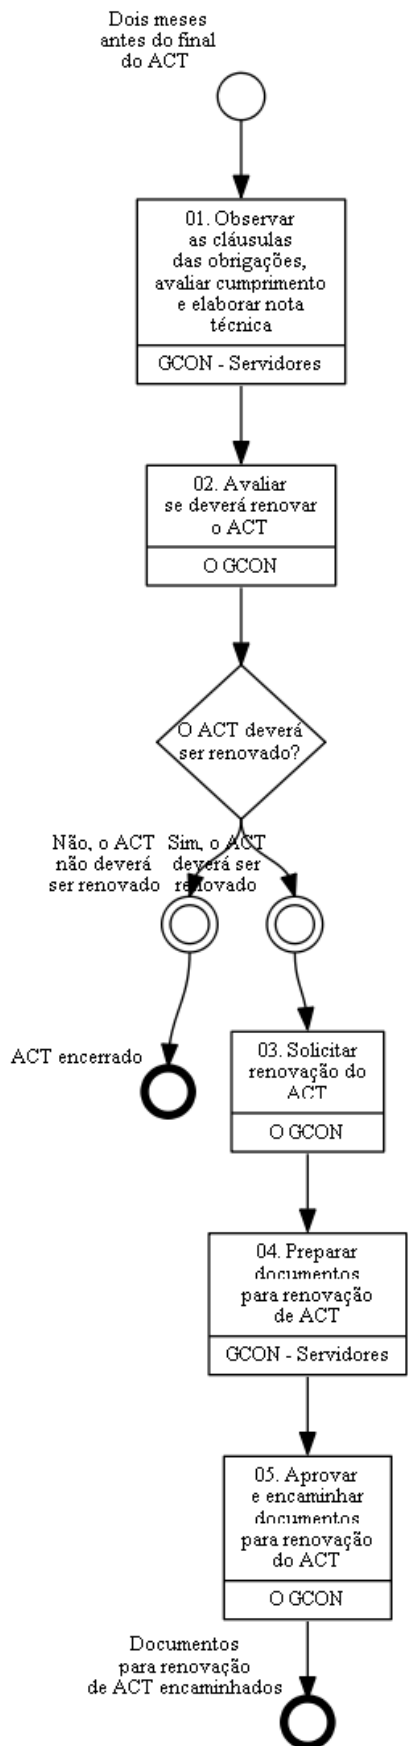 Dois meses
antes do final
do ACT
01. Observar
as cláusulas
das obrigações,
avaliar cumprimento
e elaborar nota
técnica
GCON - Servidores
02. Avaliar
se deverá renovar
o ACT
O GCON
O ACT deverá
ser renovado?
Não, o ACT
não deverá
ser renovado
Sim, o ACT
deverá ser
renovado
ACT encerrado
03. Solicitar
renovação do
ACT
O GCON
04. Preparar
documentos
para renovação
de ACT
GCON - Servidores
05. Aprovar
e encaminhar
documentos
para renovação
do ACT
O GCON
Documentos
para renovação
de ACT encaminhados